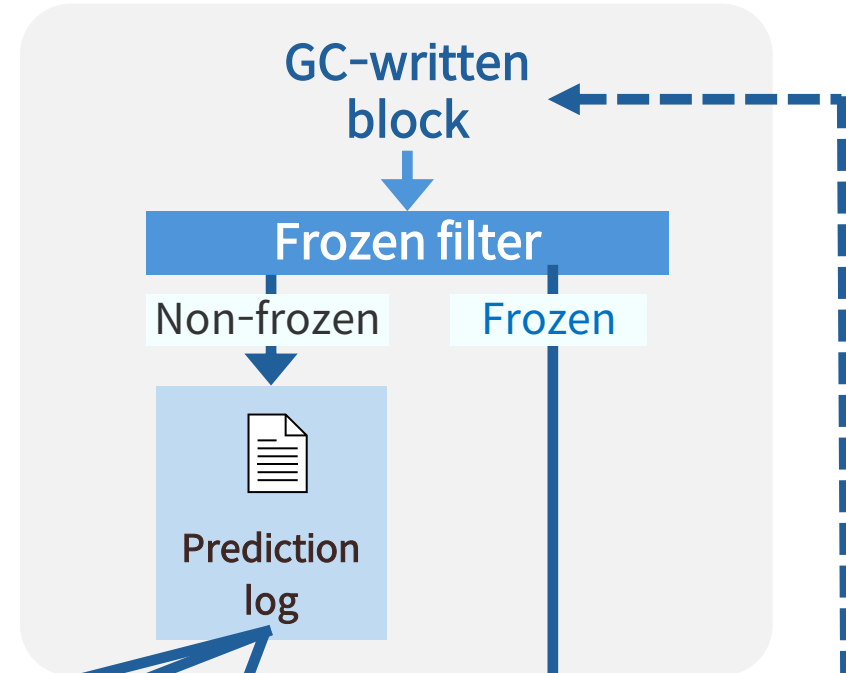 GC-written
block
Frozen filter
Non-frozen
Frozen
Prediction
log